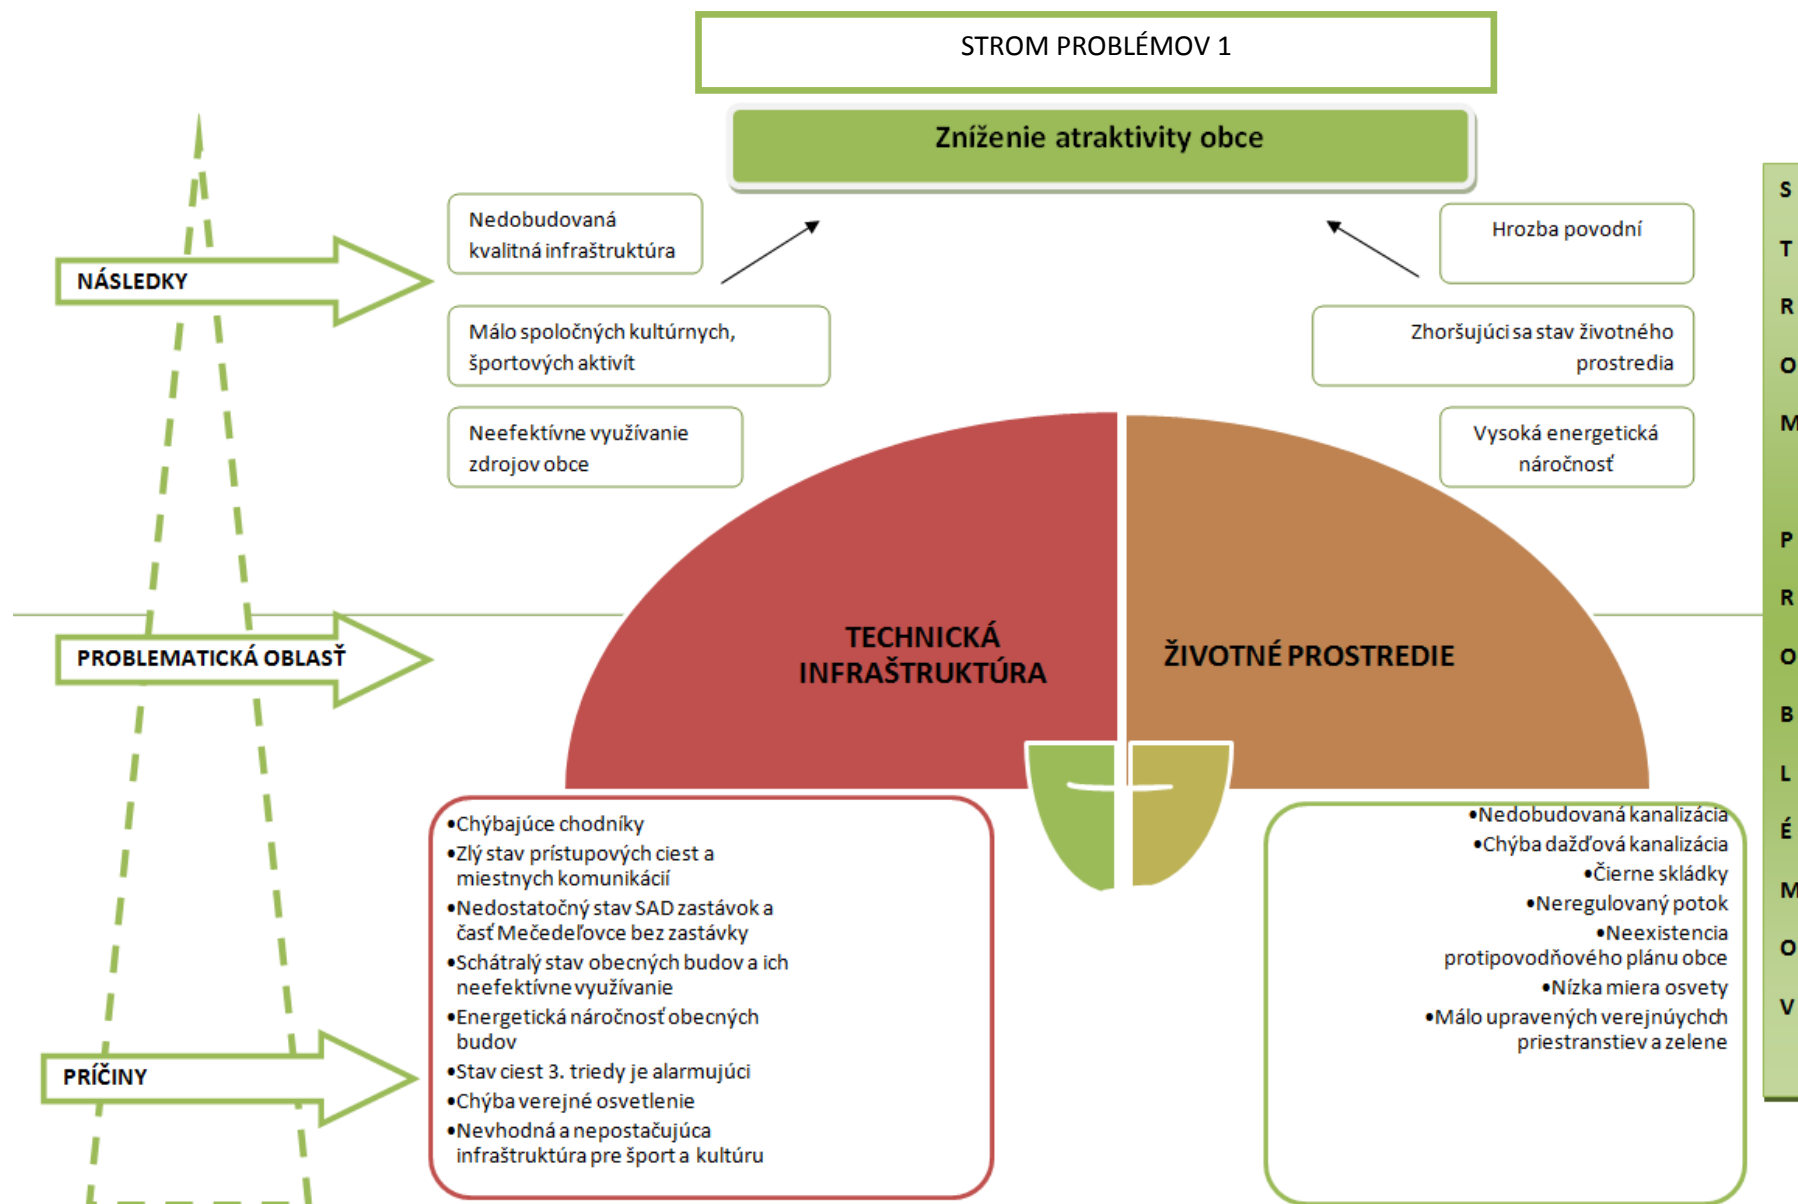 STROM PROBLÉMOV 1
Zníženie atraktivity obce
NÁSLEDKY
Nedobudovaná
kvalitná infraštruktúra
Málo spoločných kultúrnych,
športových aktivít
Neefektívne využívanie
zdrojov obce
Hrozba povodní
Zhoršujúci sa stav životného
prostredia
Vysoká energetická
náročnosť
PROBLEMATICKÁ OBLASŤ
TECHNICKÁ
INFRAŠTRUKTÚRA
ŽIVOTNÉ PROSTREDIE
PRÍČINY
•Chýbajúce chodníky
•Zlý stav prístupových ciest a
miestnych komunikácií
•Nedostatočný stav SAD zastávok a
časť Mečedeľovce bez zastávky
•Schátralý stav obecných budov a ich
neefektívne využívanie
•Energetická náročnosť obecných
budov
•Stav ciest 3. triedy je alarmujúci
•Chýba verejné osvetlenie
•Nevhodná a nepostačujúca
infraštruktúra pre šport a kultúru
•Nedobudovaná kanalizácia
•Chýba dažďová kanalizácia
•Čierne skládky
•Neregulovaný potok
•Neexistencia
protipovodňového plánu obce
•Nízka miera osvety
•Málo upravených verejnúychch
priestranstiev a zelene
S
T
R
O
M
P
R
O
B
L
É
M
O
V